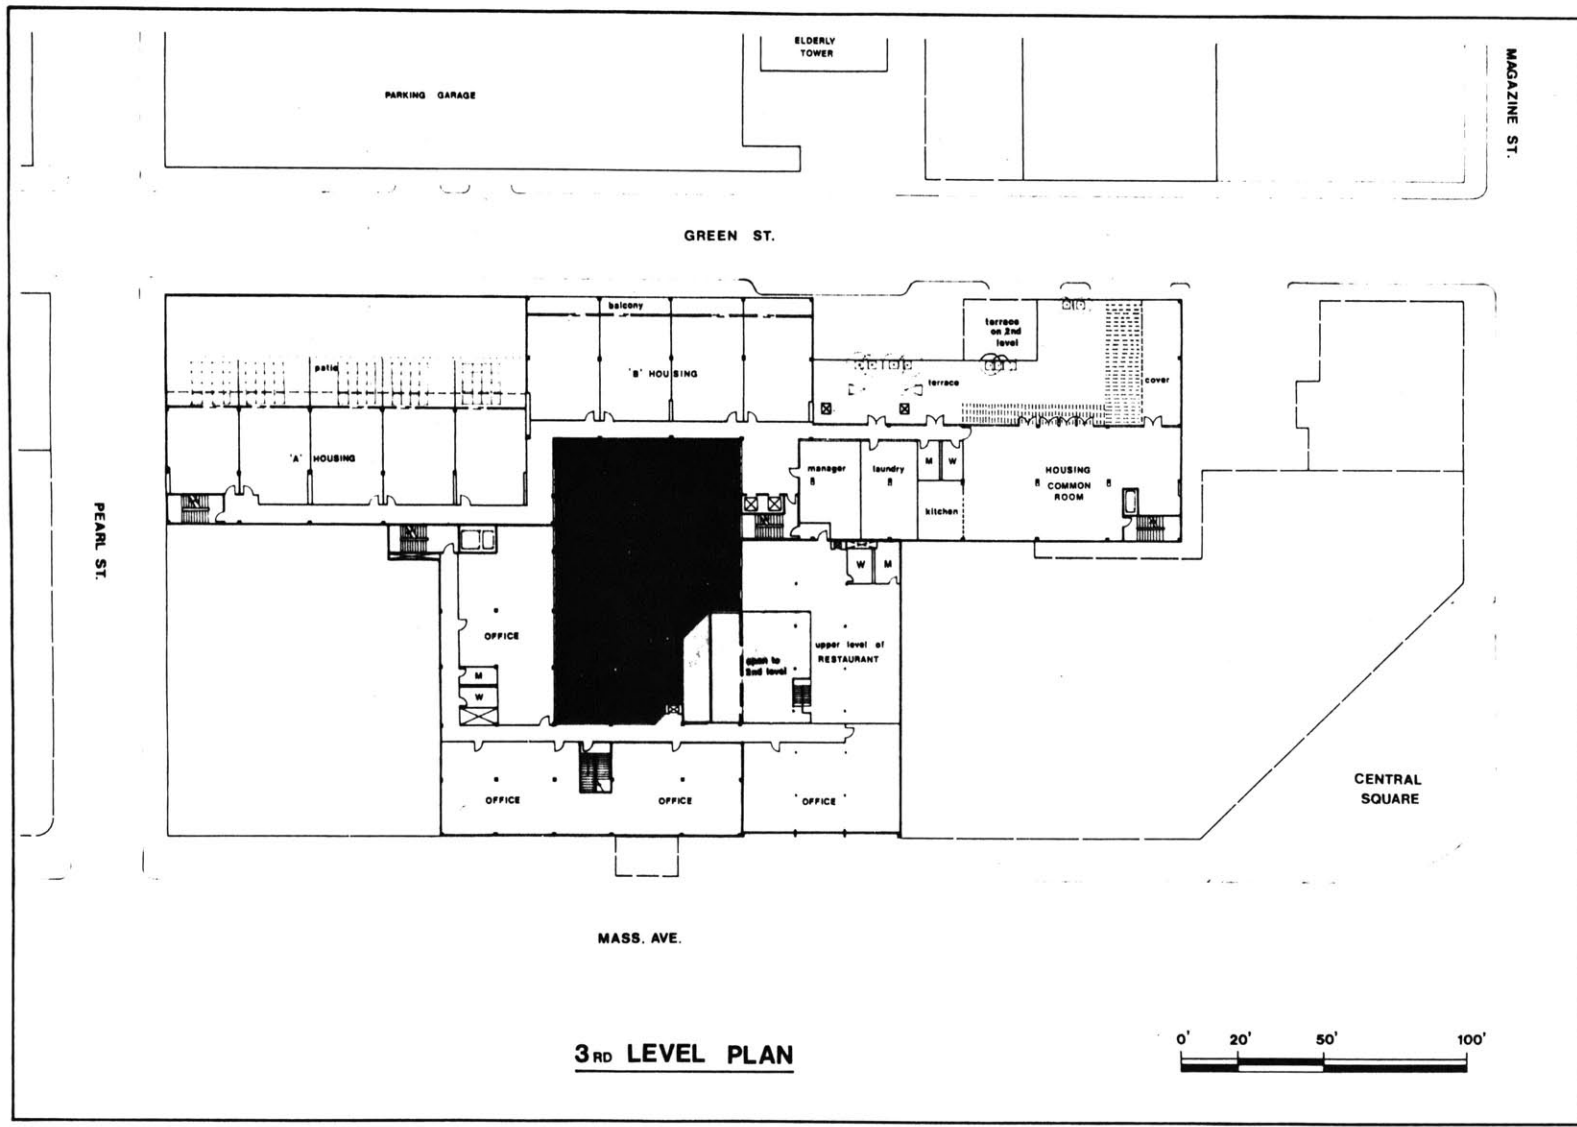 ELDERLY
TOWER
MAGAZINE ST.
PARKING GARAGE
GREEN ST.
balcony
terrace
on 2nd
level
patio
'B' HOUSING
terrace
cover
'A' HOUSING
manager
laundry
M
W
HOUSING
COMMON
ROOM
kitchen
PEARL ST.
W
M
OFFICE
upper level of
RESTAURANT
open to
2nd level
M
W
OFFICE
OFFICE
OFFICE
CENTRAL
SQUARE
MASS. AVE.
3RD LEVEL PLAN
0' 20' 50' 100'